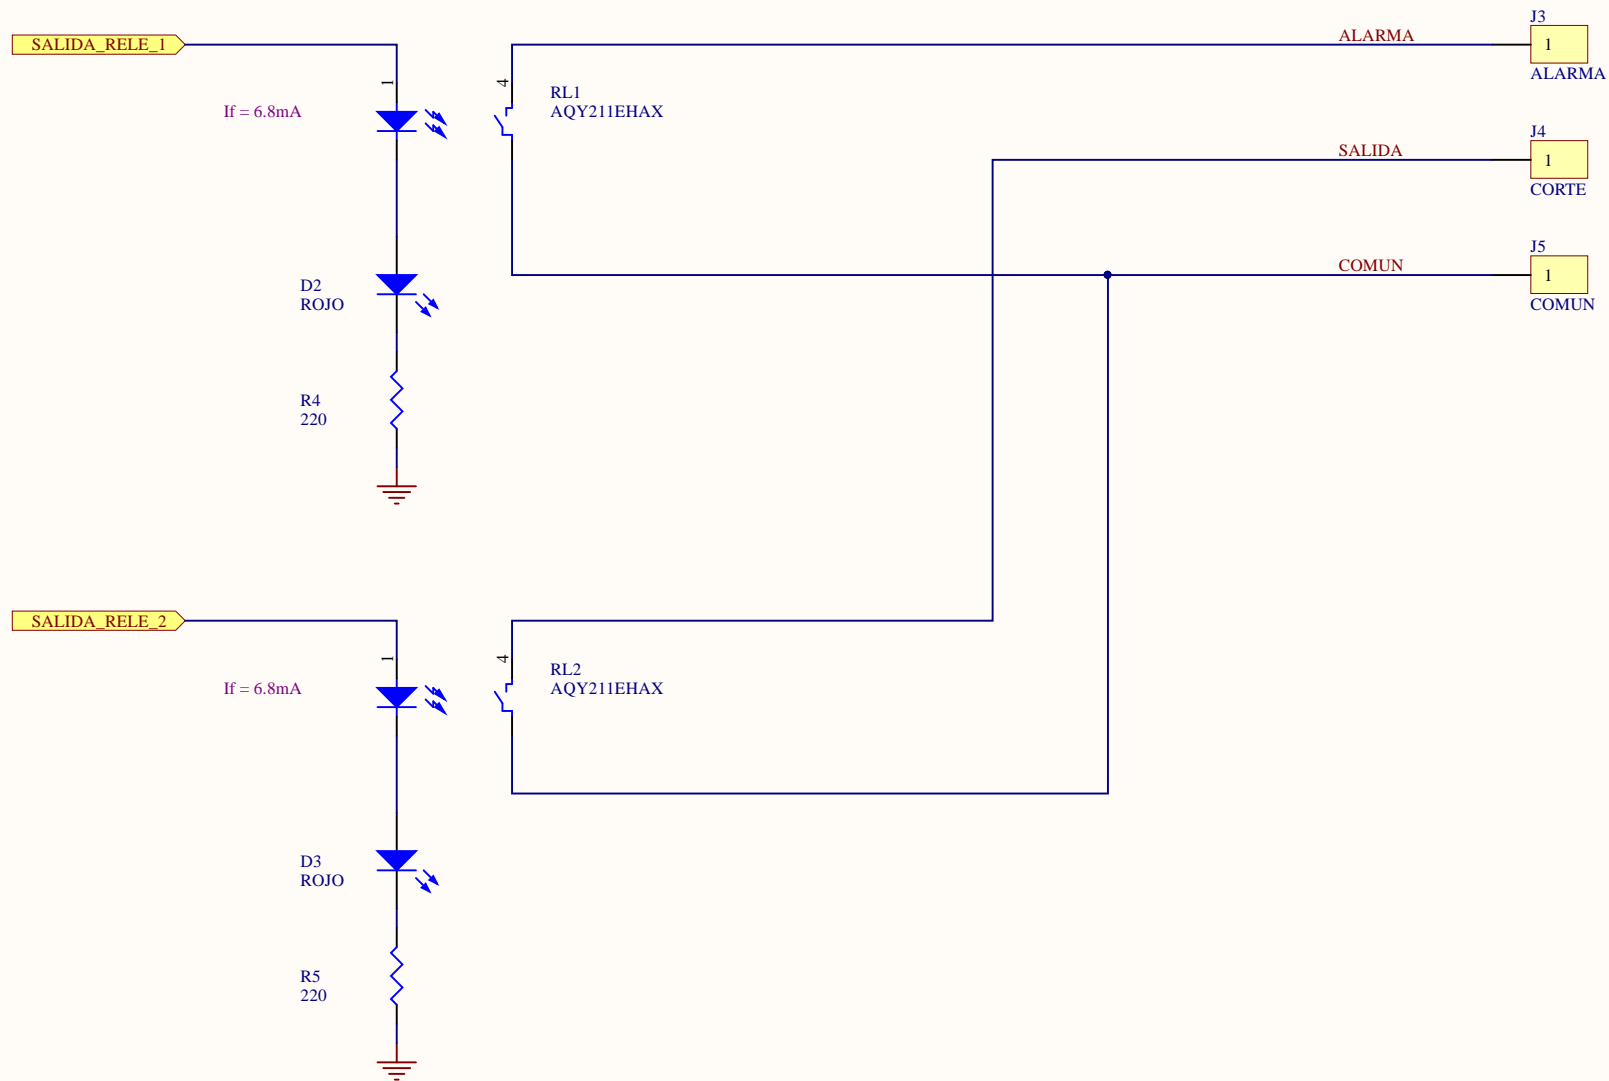 SALIDA_RELE_1
1
If = 6.8mA
4
RL1
AQY211EHAX
ALARMA
J3
1
ALARMA
SALIDA
J4
1
CORTE
COMUN
J5
1
COMUN
D2
ROJO
R4
220
SALIDA_RELE_2
1
If = 6.8mA
4
RL2
AQY211EHAX
D3
ROJO
R5
220